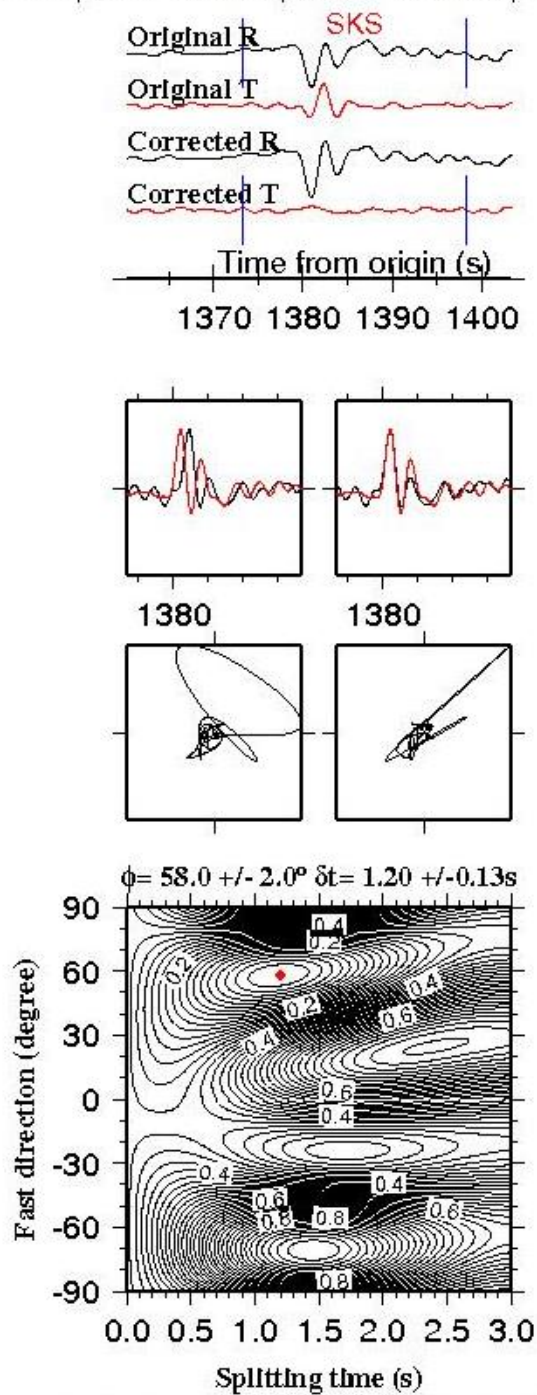 SKS
Original R
Original T
Corrected R
Corrected T
Time from origin (s)
1370 1380 1390 1400
1380 1380
ϕ= 58.0 +/- 2.0° δt= 1.20 +/-0.13s
Fast direction (degree)
90
60
30
0
-30
-60
-90
0.4
0.2
0.2
0.4
0.2
0.6
0.4
0.6
0.4
0.4
0.4
0.6
0.6
0.8
0.8
0.8
0.0 0.5 1.0 1.5 2.0 2.5 3.0
Splitting time (s)